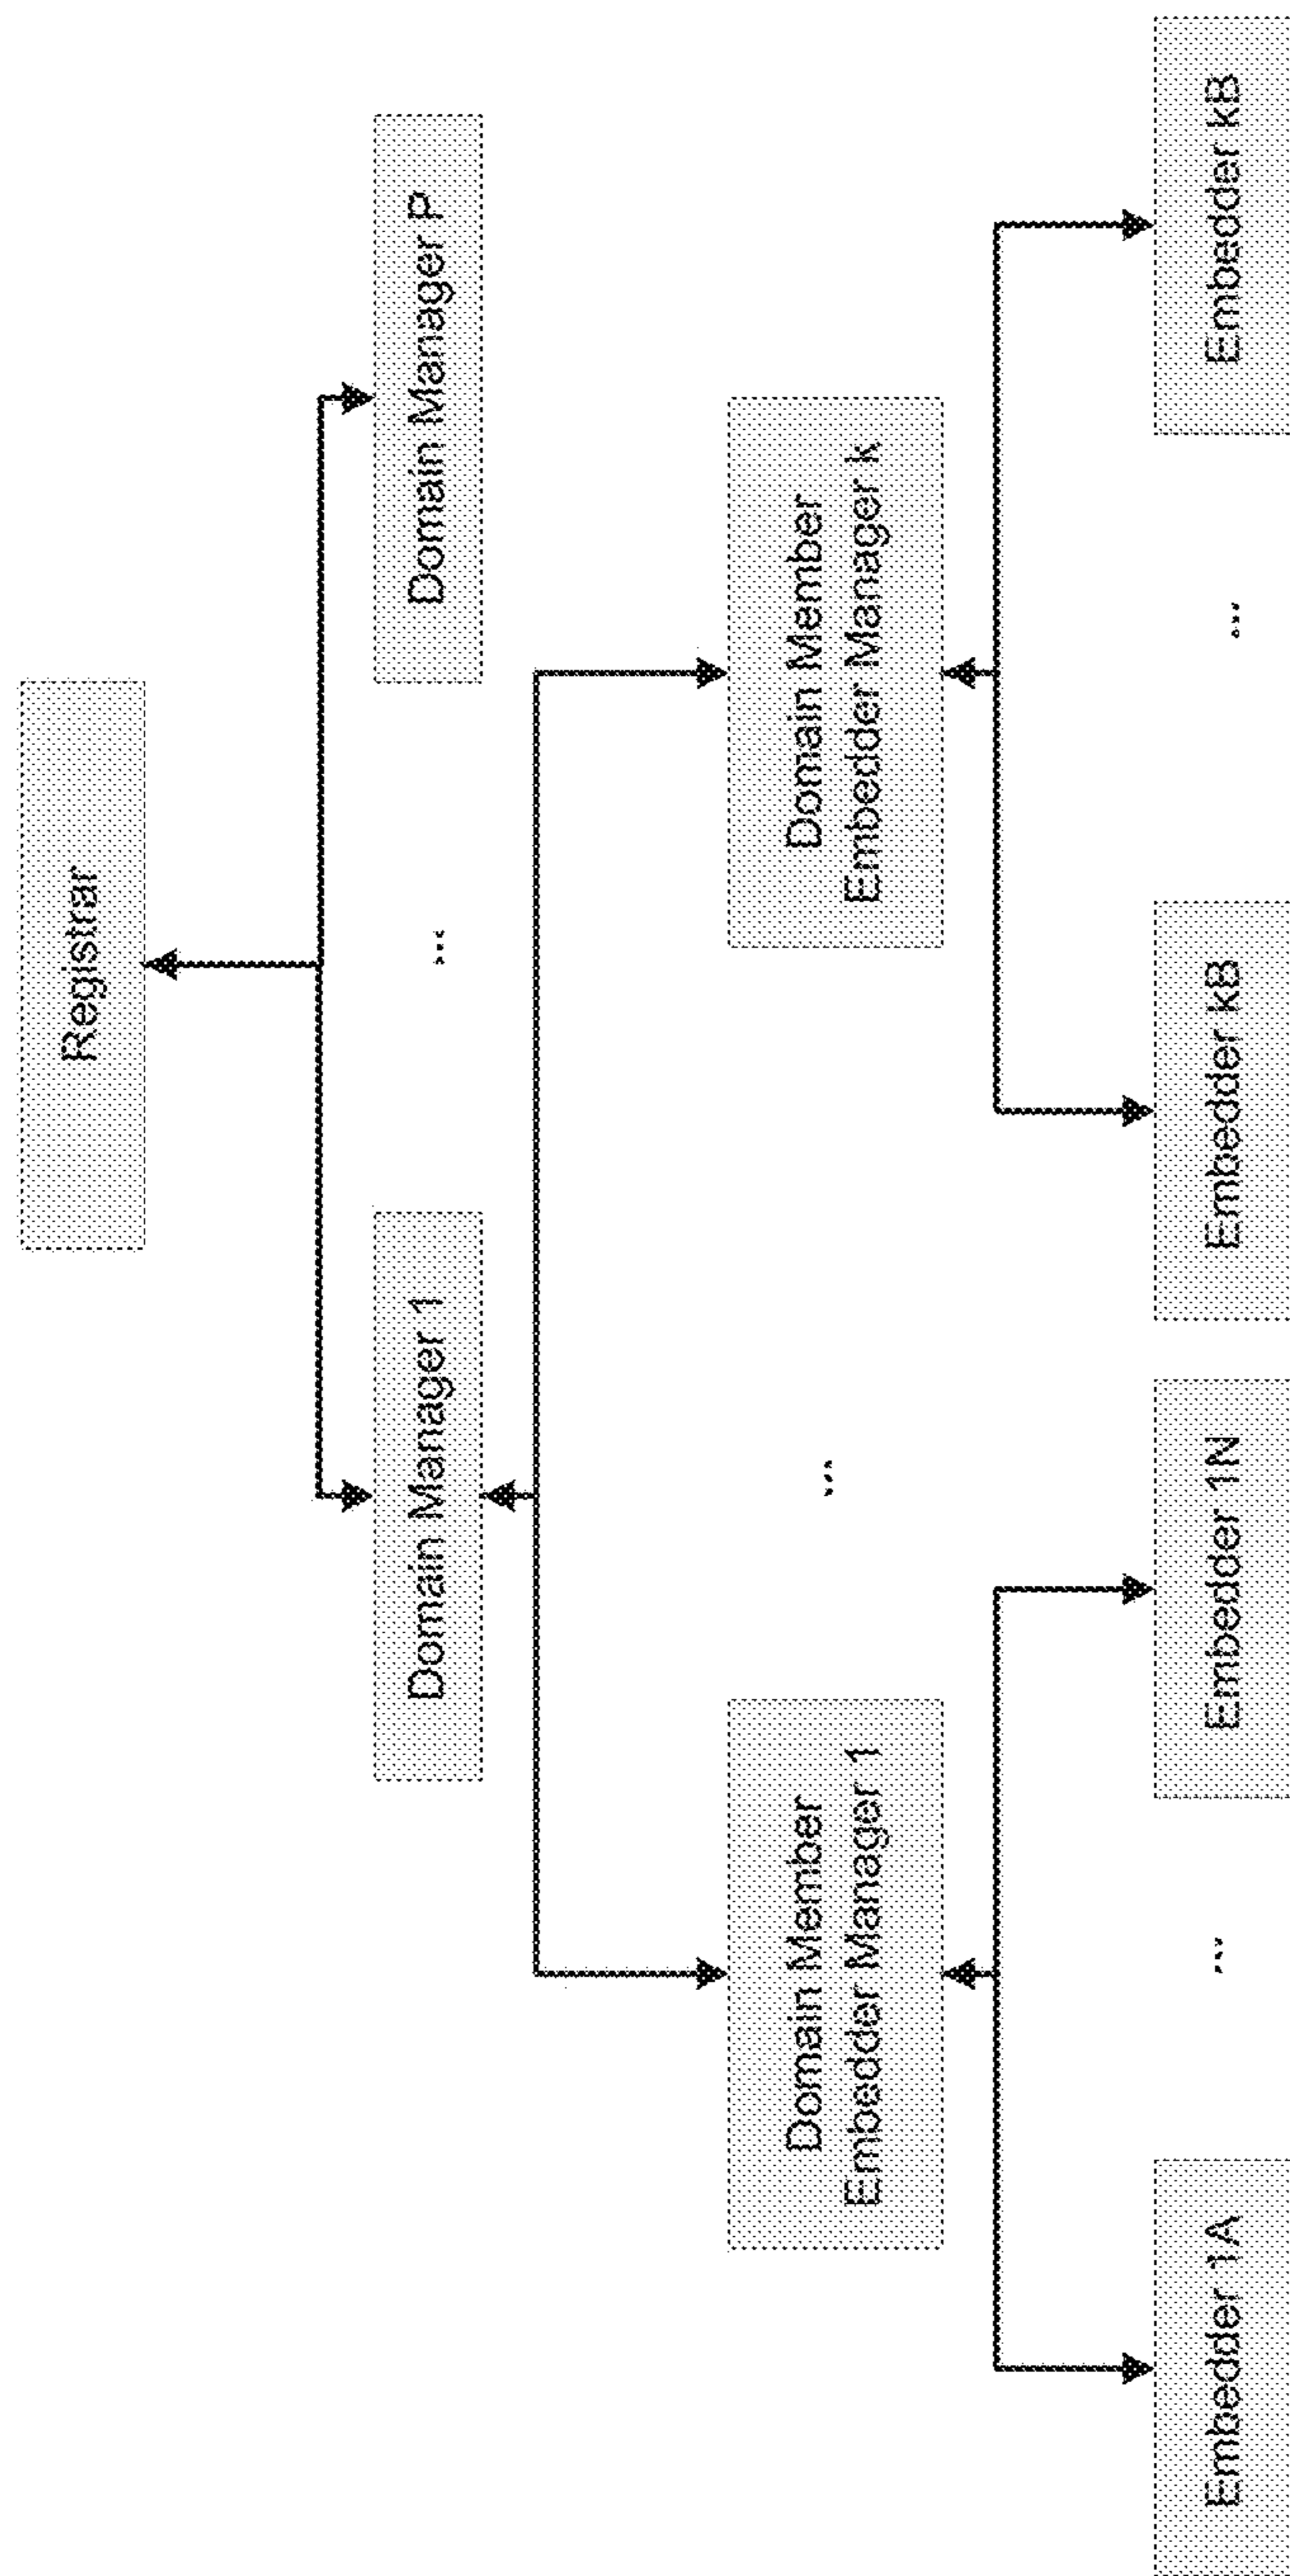 Registrar
Domain Manager 1
...
Domain Manager P
Domain Member
Embedder Manager 1
...
Domain Member
Embedder Manager k
Embedder 1A
...
Embedder 1N
Embedder kB
...
Embedder kB